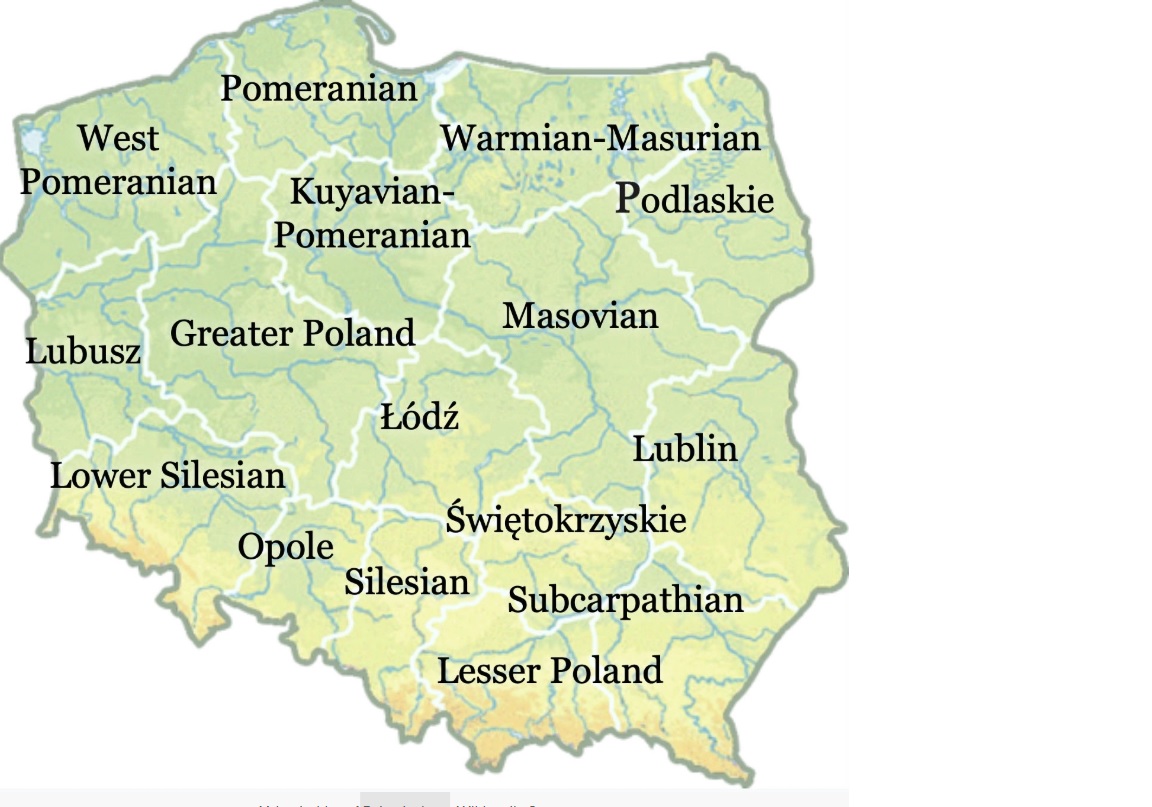 Pomeranian
West
Pomeranian
Warmian-Masurian
Kuyavian-
Pomeranian
Podlaskie
Masovian
Greater Poland
Lubusz
Łódź
Lublin
Lower Silesian
Świętokrzyskie
Opole
Silesian
Subcarpathian
Lesser Poland